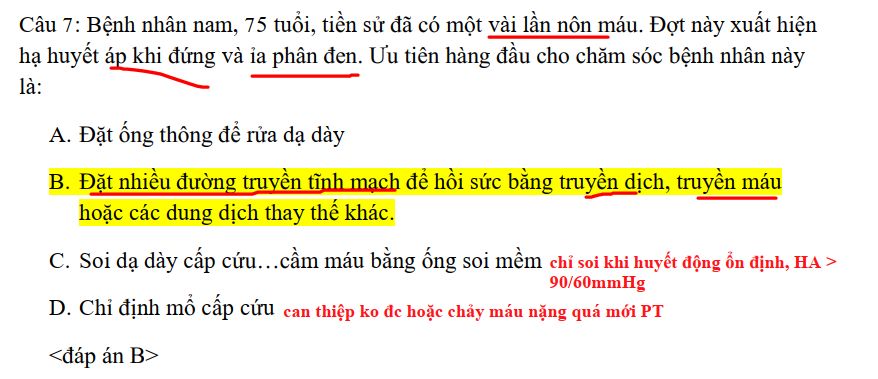 Câu 7: Bệnh nhân nam, 75 tuổi, tiền sử đã có một vài lần nôn máu. Đợt này xuất hiện
hạ huyết áp khi đứng và ỉa phân đen. Ưu tiên hàng đầu cho chăm sóc bệnh nhân này
là:
A. Đặt ống thông để rửa dạ dày
B. Đặt nhiều đường truyền tĩnh mạch để hồi sức bằng truyền dịch, truyền máu
hoặc các dung dịch thay thế khác.
C. Soi dạ dày cấp cứu…cầm máu bằng ống soi mềm chỉ soi khi huyết động ổn định, HA >
90/60mmHg
D. Chỉ định mổ cấp cứu can thiệp ko đc hoặc chảy máu nặng quá mới PT
<đáp án B>